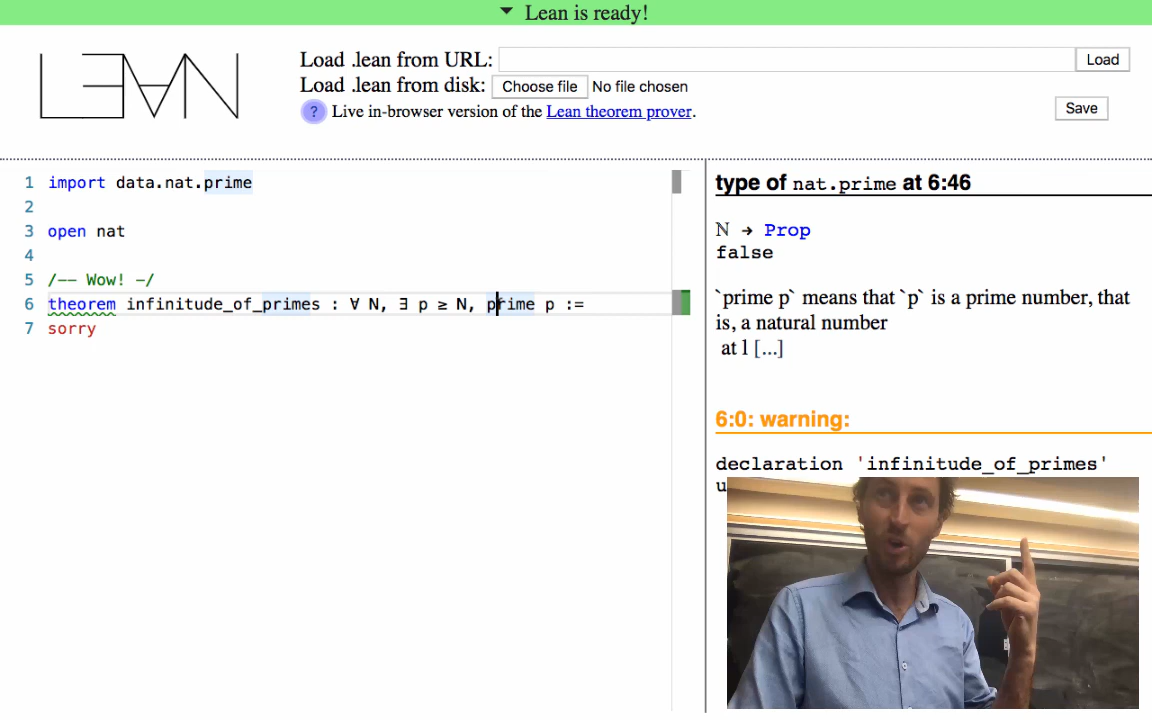 Lean is ready!
LEAN
Load .lean from URL:
Load
Load .lean from disk: Choose file No file chosen
? Live in-browser version of the Lean theorem prover.
Save
1 import data.nat.prime
2
3 open nat
4
5 /-- Wow! -/
6 theorem infinitude_of_primes : ∀ N, ∃ p ≥ N, prime p :=
7 sorry
type of nat.prime at 6:46
ℕ → Prop
false
`prime p` means that `p` is a prime number, that
is, a natural number
at l [...]
6:0: warning:
declaration 'infinitude_of_primes'
u